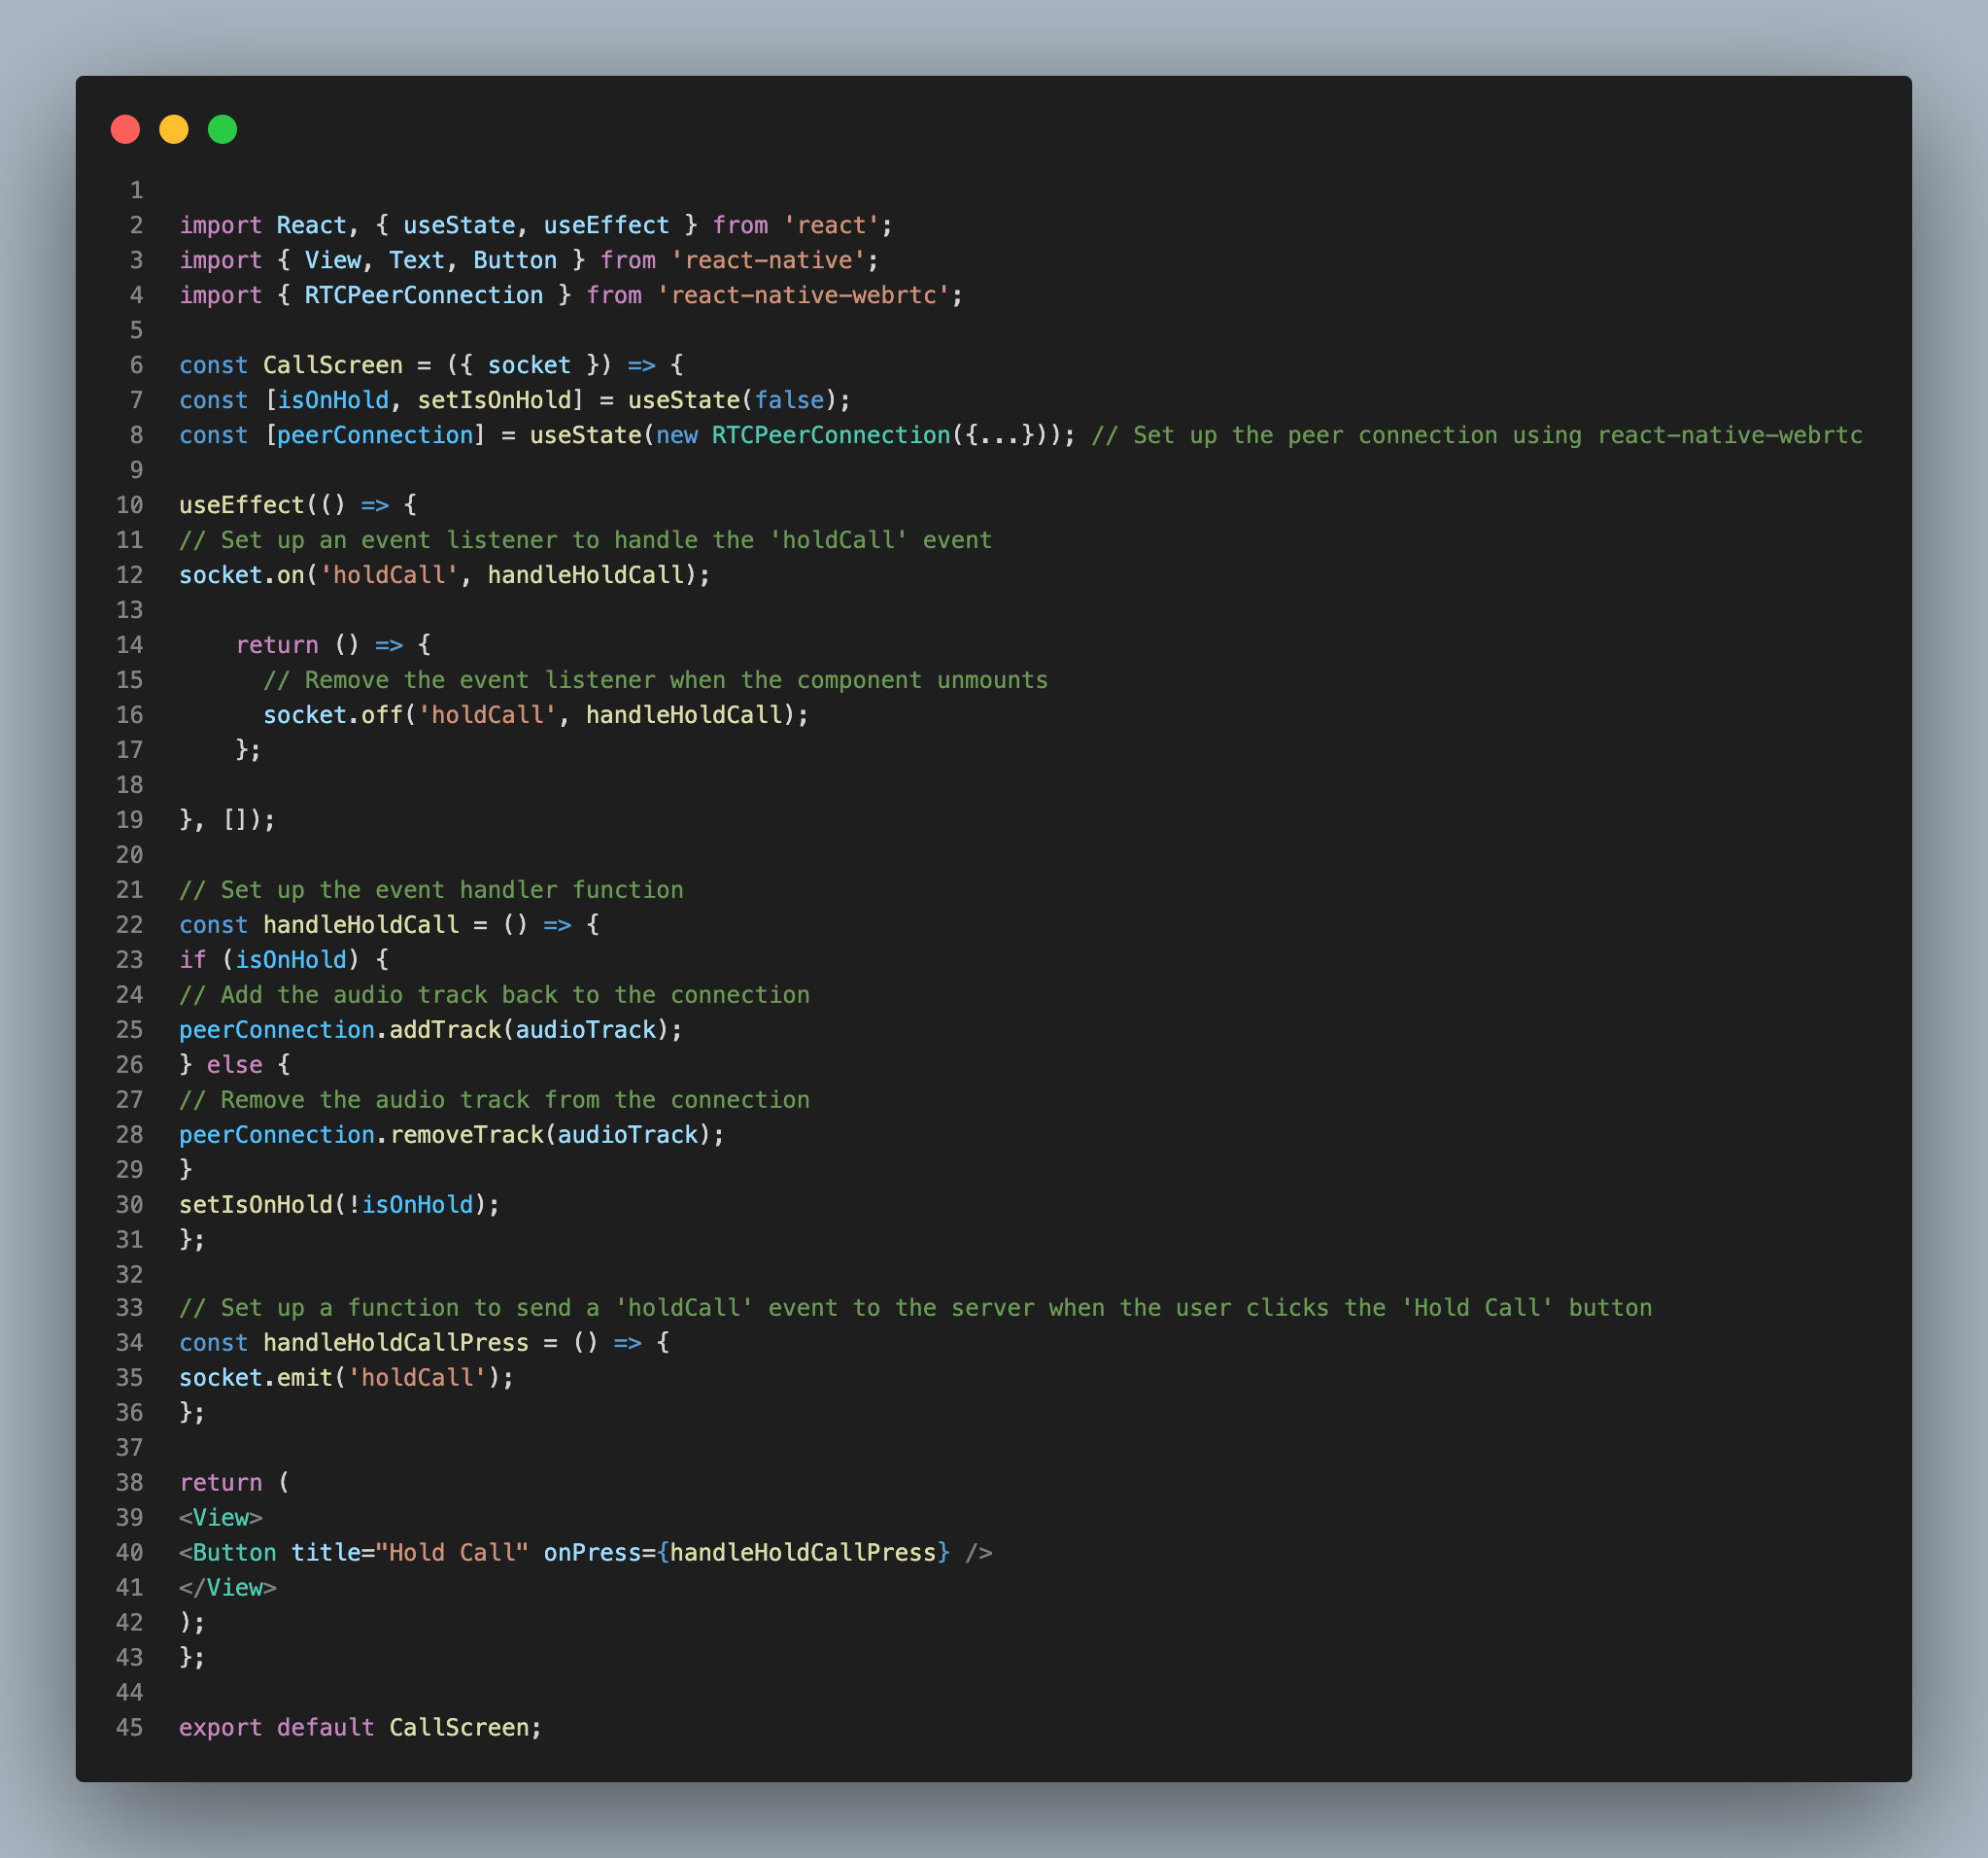 1
2 import React, { useState, useEffect } from 'react';
3 import { View, Text, Button } from 'react-native';
4 import { RTCPeerConnection } from 'react-native-webrtc';
5
6 const CallScreen = ({ socket }) => {
7 const [isOnHold, setIsOnHold] = useState(false);
8 const [peerConnection] = useState(new RTCPeerConnection({...})); // Set up the peer connection using react-native-webrtc
9
10 useEffect(() => {
11 // Set up an event listener to handle the 'holdCall' event
12 socket.on('holdCall', handleHoldCall);
13
14     return () => {
15       // Remove the event listener when the component unmounts
16       socket.off('holdCall', handleHoldCall);
17     };
18
19 }, []);
20
21 // Set up the event handler function
22 const handleHoldCall = () => {
23 if (isOnHold) {
24 // Add the audio track back to the connection
25 peerConnection.addTrack(audioTrack);
26 } else {
27 // Remove the audio track from the connection
28 peerConnection.removeTrack(audioTrack);
29 }
30 setIsOnHold(!isOnHold);
31 };
32
33 // Set up a function to send a 'holdCall' event to the server when the user clicks the 'Hold Call' button
34 const handleHoldCallPress = () => {
35 socket.emit('holdCall');
36 };
37
38 return (
39 <View>
40 <Button title="Hold Call" onPress={handleHoldCallPress} />
41 </View>
42 );
43 };
44
45 export default CallScreen;